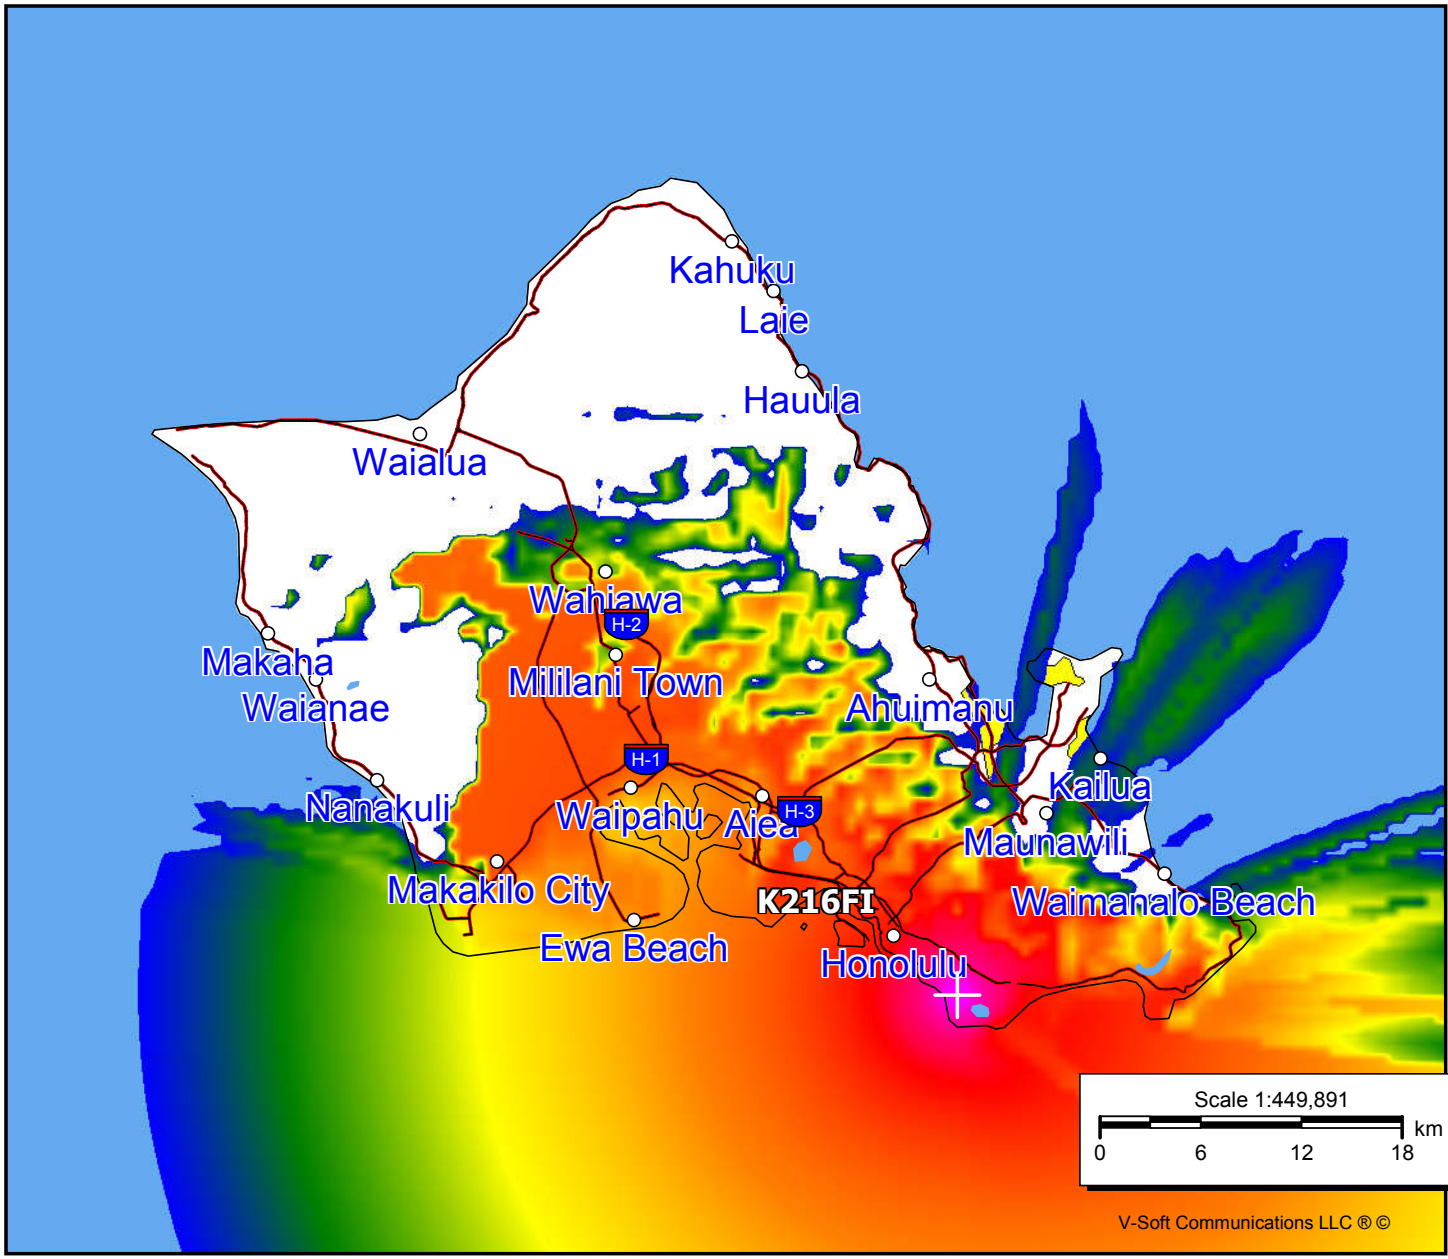 Kahuku
Laie
Hauula
Waialua
Wahiawa
H-2
Makaha
Mililani Town
Waianae
Ahuimanu
H-1
Kailua
Nanakuli
Waipahu
Aiea
H-3
Maunawili
Makakilo City
K216FI
Waimanalo Beach
Ewa Beach
Honolulu
Scale 1:449,891
km
0 6 12 18
V-Soft Communications LLC ® ©